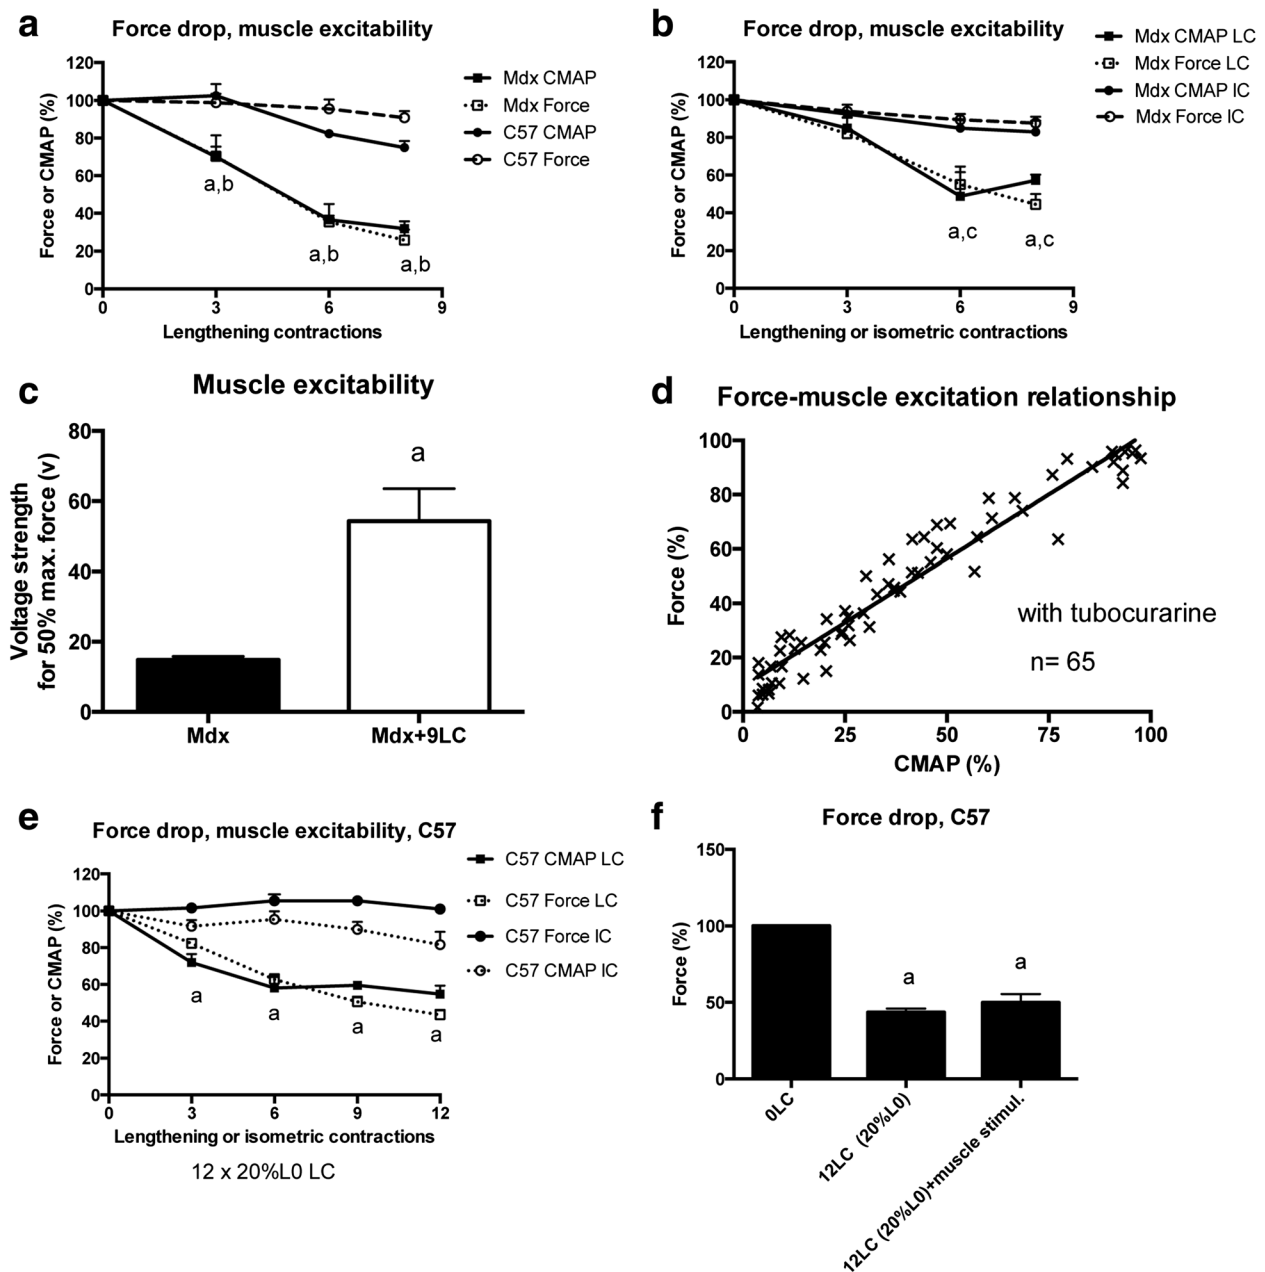 a
Force drop, muscle excitability
Force or CMAP (%)
120
100
80
60
40
20
0
0 3 6 9
Lengthening contractions
a,b
a,b
a,b
Mdx CMAP
Mdx Force
C57 CMAP
C57 Force
b
Force drop, muscle excitability
Force or CMAP (%)
120
100
80
60
40
20
0
0 3 6 9
Lengthening or isometric contractions
a,c
a,c
Mdx CMAP LC
Mdx Force LC
Mdx CMAP IC
Mdx Force IC
c
Muscle excitability
Voltage strength
for 50% max. force (v)
80
60
40
20
0
a
Mdx Mdx+9LC
d
Force-muscle excitation relationship
Force (%)
100
80
60
40
20
0
with tubocurarine
n= 65
0 25 50 75 100
CMAP (%)
e
Force drop, muscle excitability, C57
Force or CMAP (%)
120
100
80
60
40
20
0
a
a
a
a
0 3 6 9 12
Lengthening or isometric contractions
12 x 20%L0 LC
C57 CMAP LC
C57 Force LC
C57 Force IC
C57 CMAP IC
f
Force drop, C57
Force (%)
150
100
50
0
a
a
0LC
12LC (20%L0)
12LC (20%L0)+muscle stimul.